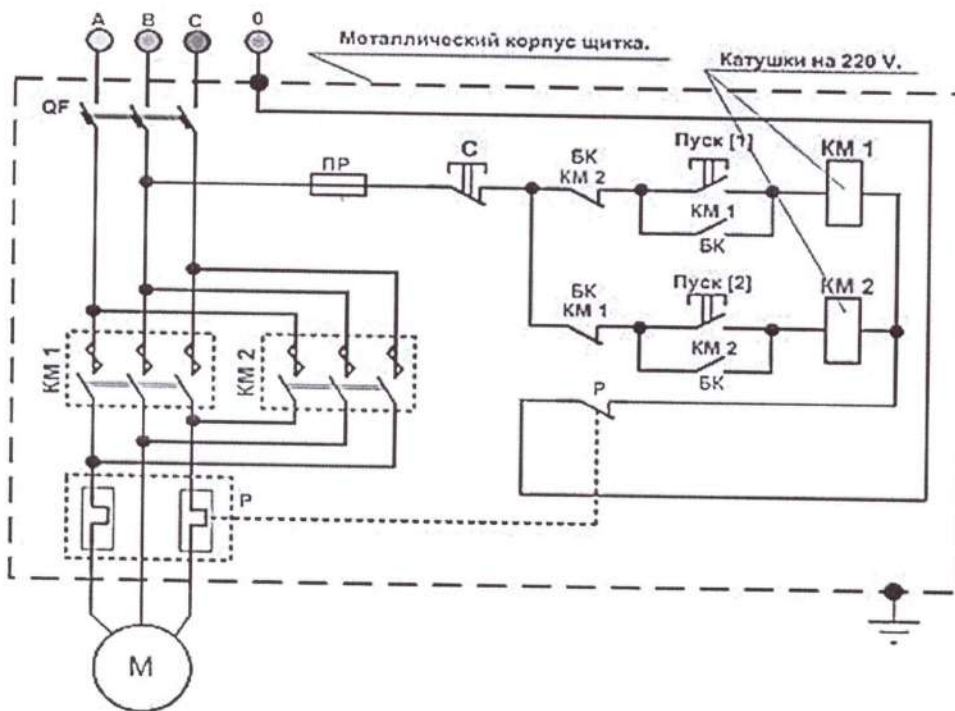 А В С 0
Моталлический корпус щитка.
Катушки на 220 V.
QF
ПР
С
БК
КМ 2
Пуск [1]
КМ 1
КМ 1
БК
БК
КМ 1
Пуск [2]
КМ 2
КМ 2
БК
КМ 1
КМ 2
Р
Р
М